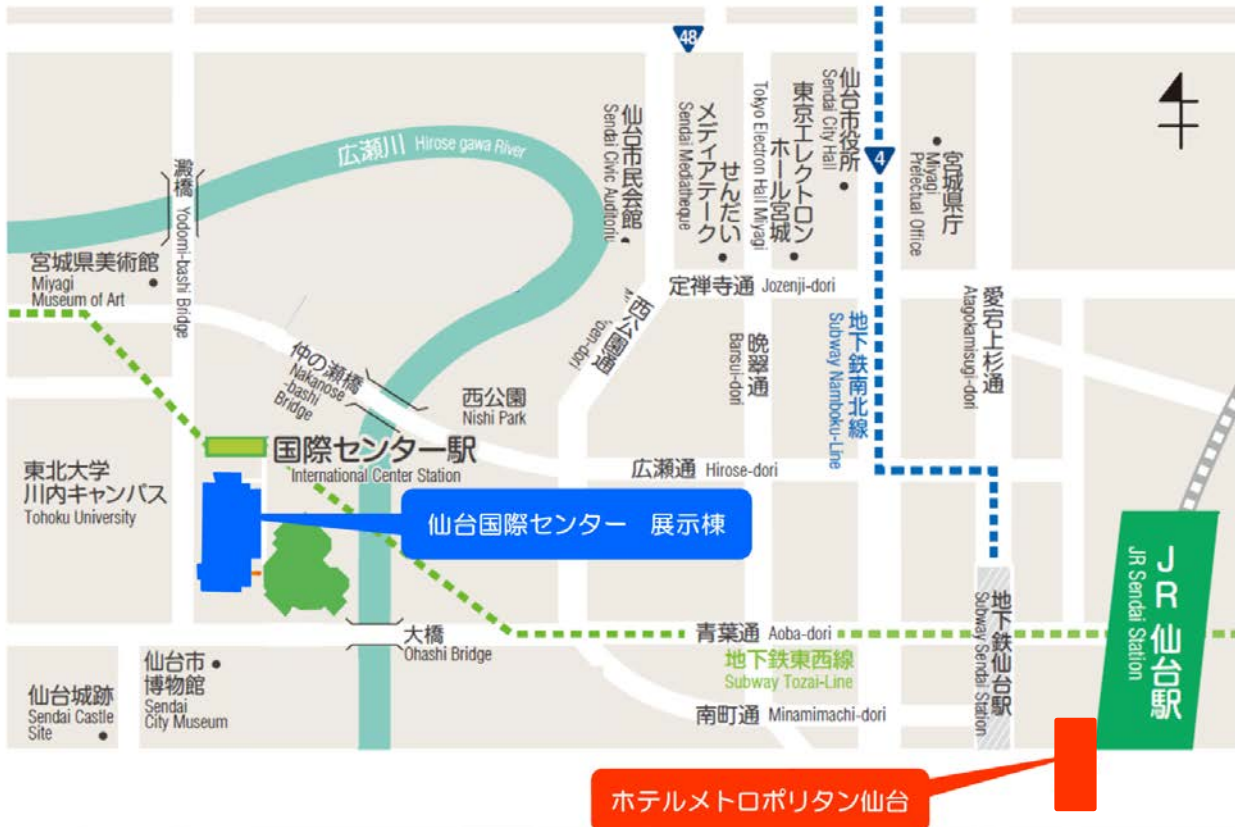 48
広瀬川 Hirose gawa River
澱橋 Yodomi-bashi Bridge
仙台市民会館
Sendai Civic Auditoriu
せんだい
メディアテーク
Sendai Mediatheque
東京エレクトロン
ホール宮城
Tokyo Electron Hall Miyagi
仙台市役所
Sendai City Hall
4
宮城県庁
Miyagi
Prefectual Office
宮城県美術館
Miyagi
Museum of Art
定禅寺通 Jozenji-dori
西公園通
oen-dori
晩翠通
Bansui-dori
地下鉄南北線
Subway Namboku-Line
愛宕上杉通
Atagokamisugi-dori
仲の瀬橋
Nakanose
-bashi
Bridge
西公園
Nishi Park
国際センター駅
International Center Station
広瀬通 Hirose-dori
東北大学
川内キャンパス
Tohoku University
仙台国際センター 展示棟
JR 仙台駅
JR Sendai Station
地下鉄仙台駅
Subway Sendai Station
大橋
Ohashi Bridge
青葉通 Aoba-dori
地下鉄東西線
Subway Tozai-Line
仙台市
博物館
Sendai
City Museum
仙台城跡
Sendai Castle
Site
南町通 Minamimachi-dori
ホテルメトロポリタン仙台